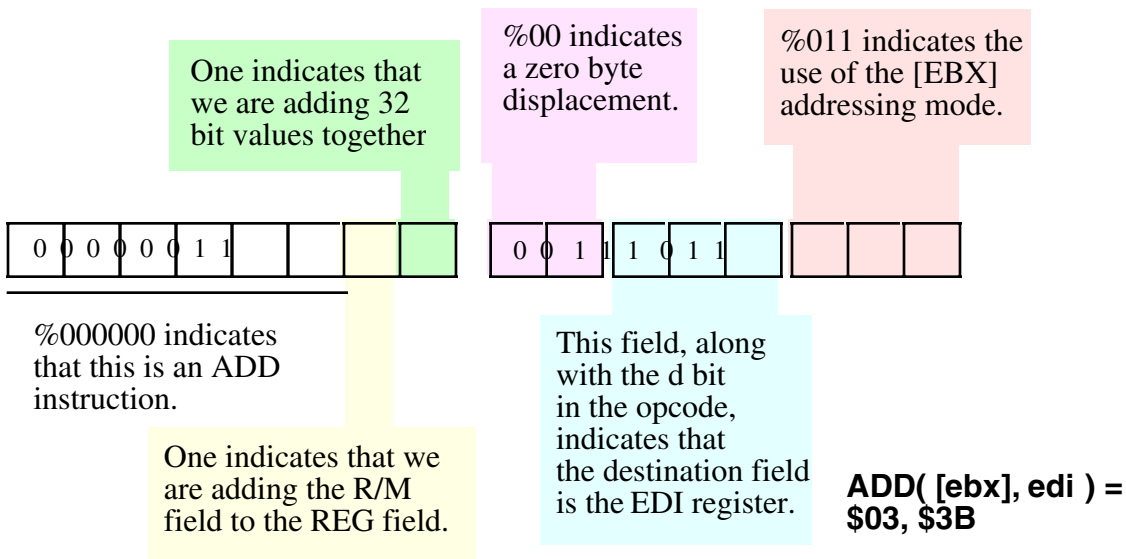 One indicates that
we are adding 32
bit values together
%00 indicates
a zero byte
displacement.
%011 indicates the
use of the [EBX]
addressing mode.
0 0 0 0 0 0 1 1
0 0 1 1 1 0 1 1
%000000 indicates
that this is an ADD
instruction.
One indicates that we
are adding the R/M
field to the REG field.
This field, along
with the d bit
in the opcode,
indicates that
the destination field
is the EDI register.
ADD( [ebx], edi ) =
$03, $3B